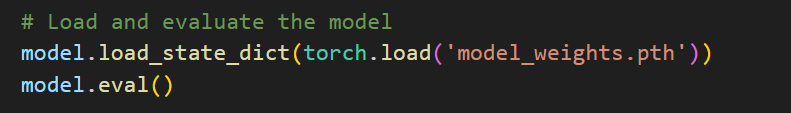 # Load and evaluate the model
model.load_state_dict(torch.load('model_weights.pth'))
model.eval()